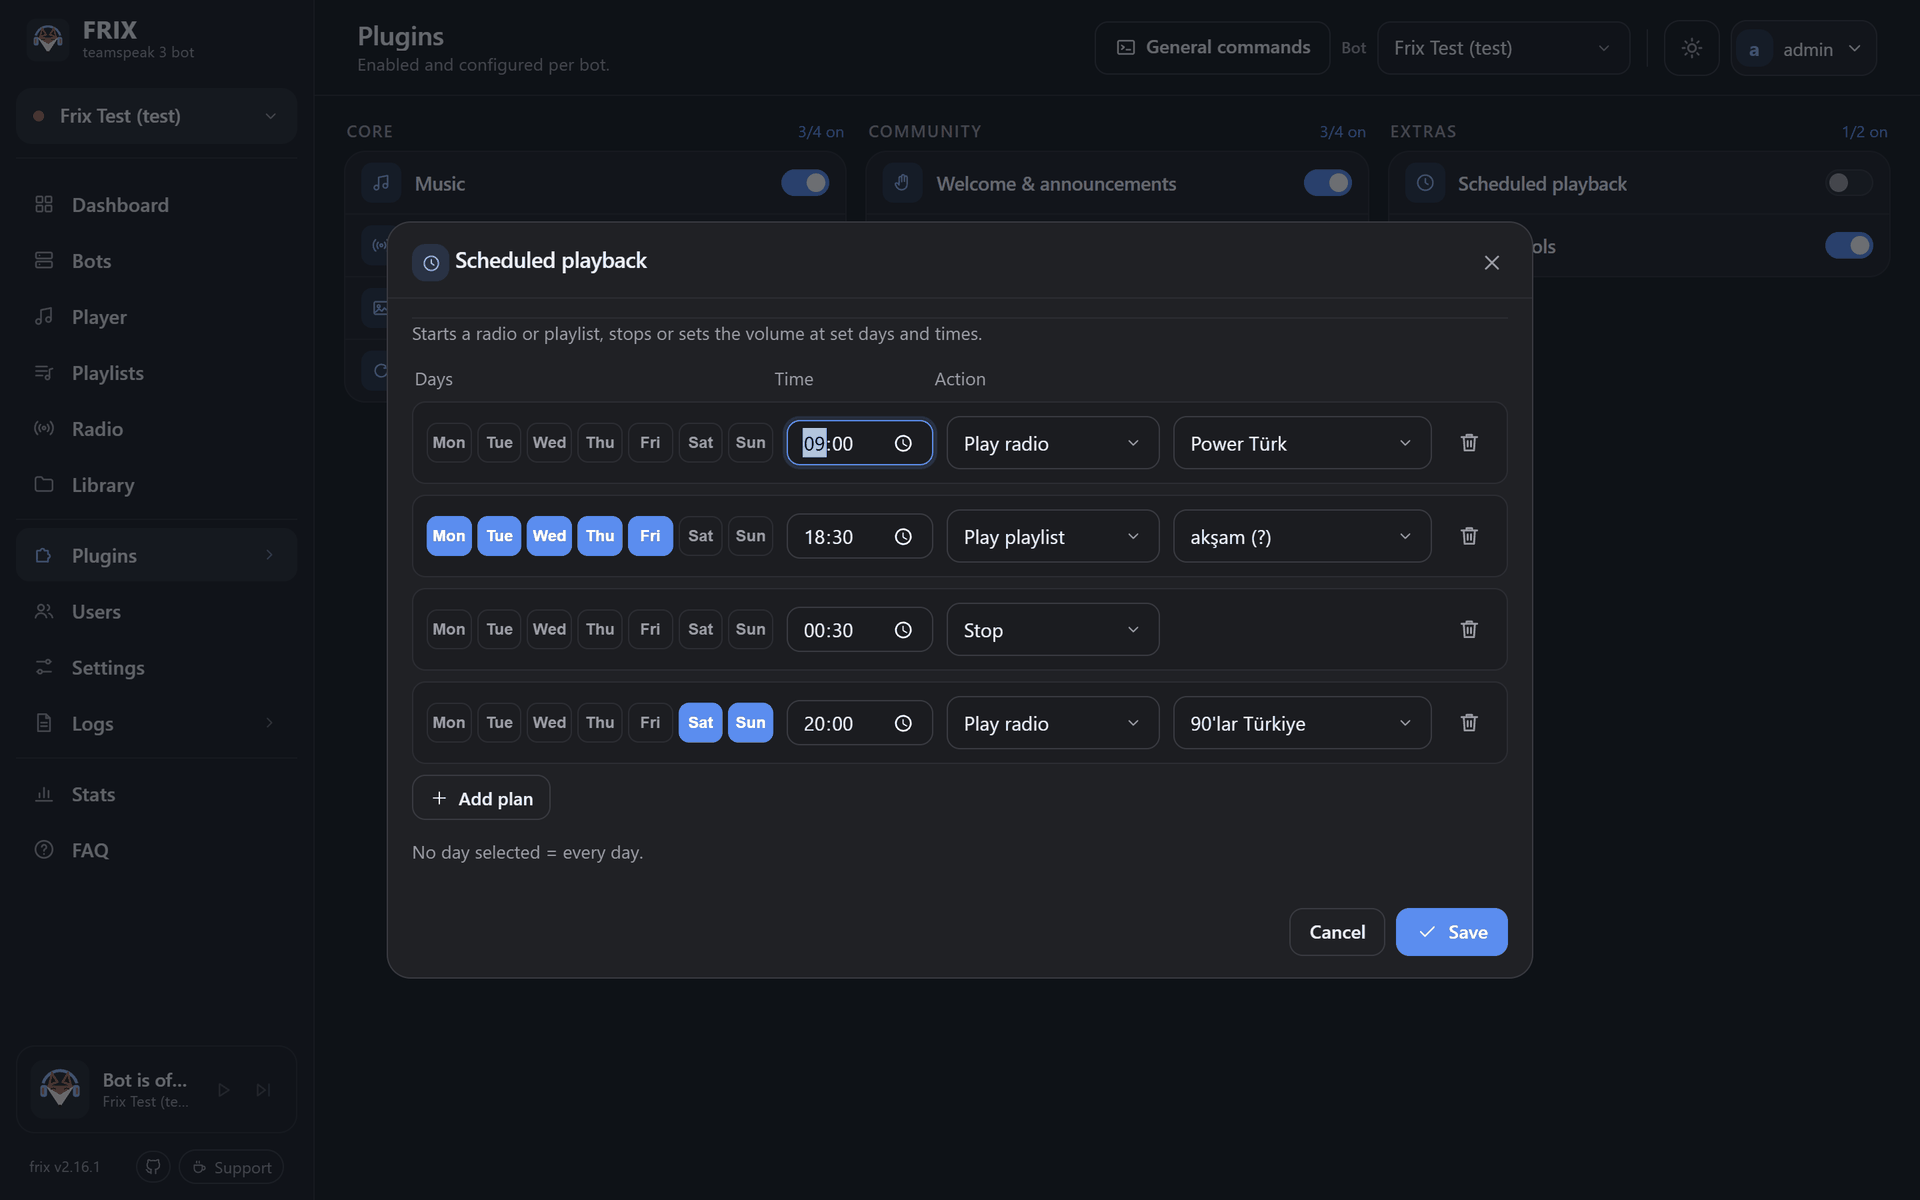 FRIX
teamspeak 3 bot
Frix Test (test)
Dashboard
Bots
Player
Playlists
Radio
Library
Plugins
Users
Settings
Logs
Stats
FAQ
Bot is of...
Frix Test (te...
frix v2.16.1
Support
Plugins
Enabled and configured per bot.
General commands
Bot
Frix Test (test)
a
admin
CORE
3/4 on
COMMUNITY
3/4 on
EXTRAS
1/2 on
Music
Welcome & announcements
Scheduled playback
ols
Scheduled playback
Starts a radio or playlist, stops or sets the volume at set days and times.
Days Time Action
Mon Tue Wed Thu Fri Sat Sun 09:00 Play radio Power Türk
Mon Tue Wed Thu Fri Sat Sun 18:30 Play playlist akşam (?)
Mon Tue Wed Thu Fri Sat Sun 00:30 Stop
Mon Tue Wed Thu Fri Sat Sun 20:00 Play radio 90'lar Türkiye
Add plan
No day selected = every day.
Cancel
Save